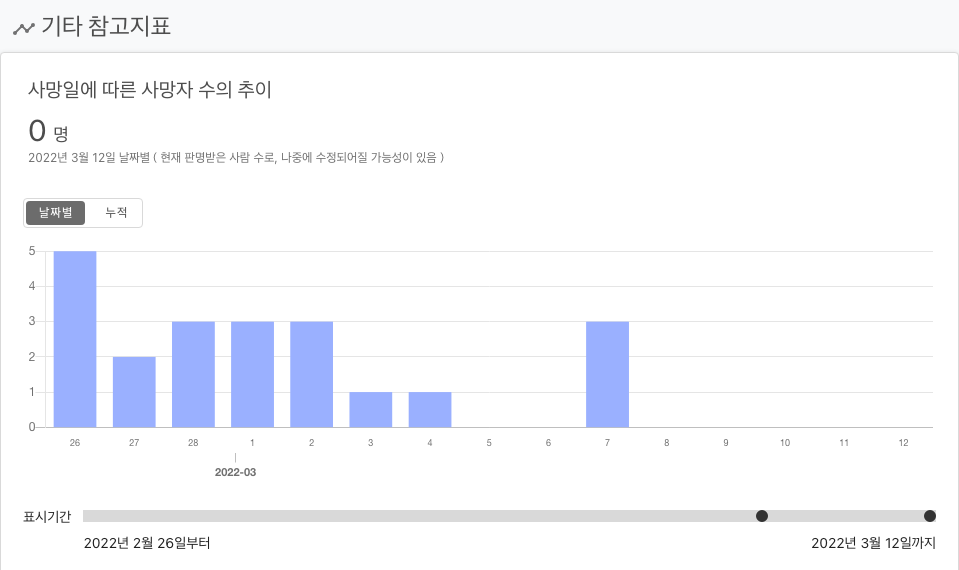 기타 참고지표
사망일에 따른 사망자 수의 추이
0 명
2022년 3월 12일 날짜별 ( 현재 판명받은 사람 수로, 나중에 수정되어질 가능성이 있음 )
날짜별 누적
5
4
3
2
1
0
26 27 28 1 2 3 4 5 6 7 8 9 10 11 12
2022-03
표시기간
2022년 2월 26일부터 2022년 3월 12일까지